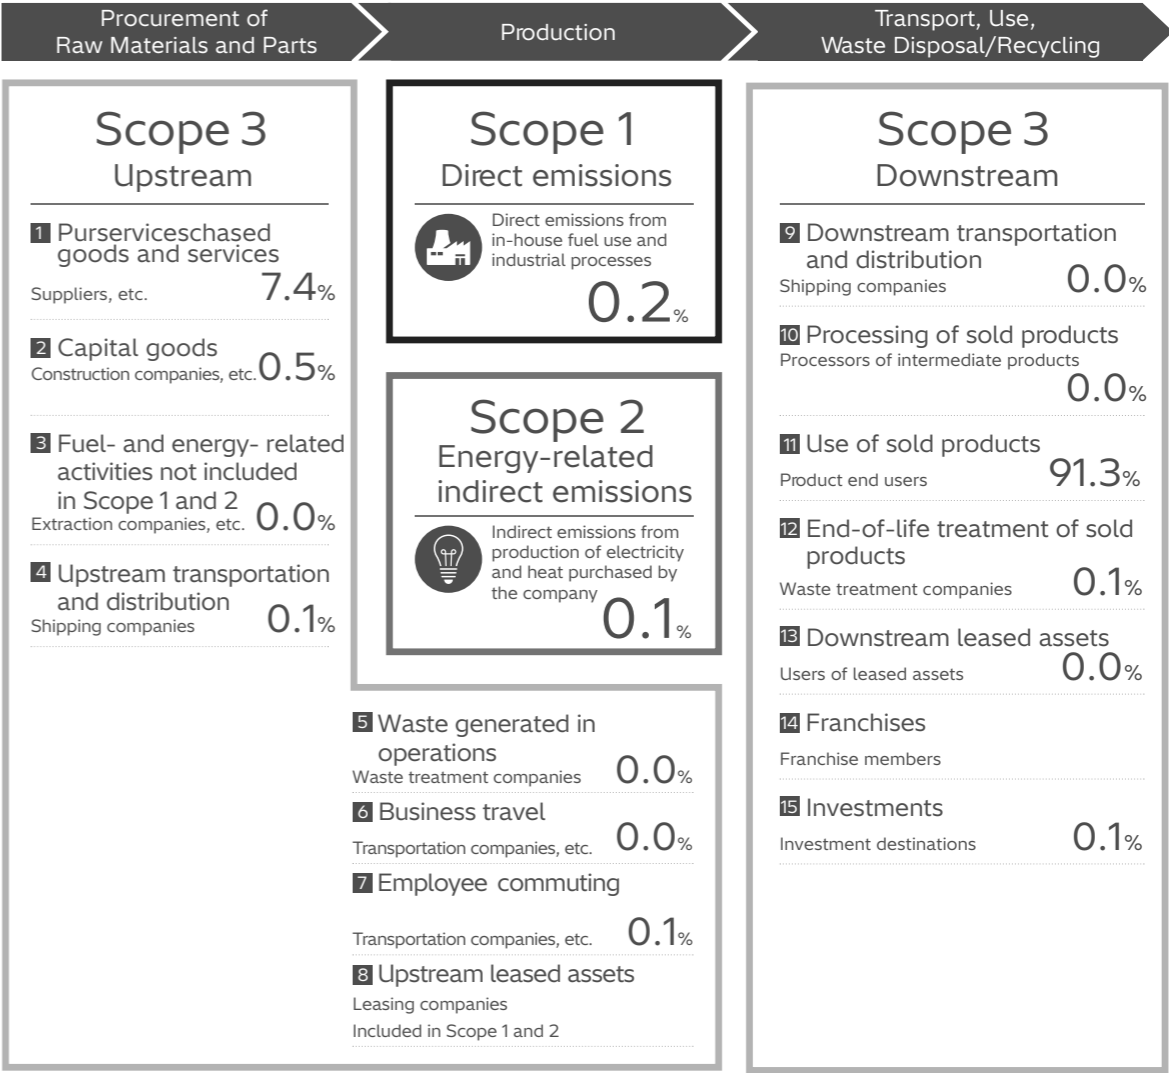 Procurement of
Raw Materials and Parts
Production
Transport, Use,
Waste Disposal/Recycling
Scope 3
Upstream
1 Purserviceschased
goods and services
Suppliers, etc. 7.4%
2 Capital goods
Construction companies, etc. 0.5%
3 Fuel- and energy- related
activities not included
in Scope 1 and 2
Extraction companies, etc. 0.0%
4 Upstream transportation
and distribution
Shipping companies 0.1%
Scope 1
Direct emissions
Direct emissions from
in-house fuel use and
industrial processes
0.2%
Scope 2
Energy-related
indirect emissions
Indirect emissions from
production of electricity
and heat purchased by
the company
0.1%
5 Waste generated in
operations
Waste treatment companies 0.0%
6 Business travel
Transportation companies, etc. 0.0%
7 Employee commuting
Transportation companies, etc. 0.1%
8 Upstream leased assets
Leasing companies
Included in Scope 1 and 2
Scope 3
Downstream
9 Downstream transportation
and distribution
Shipping companies 0.0%
10 Processing of sold products
Processors of intermediate products
0.0%
11 Use of sold products
Product end users 91.3%
12 End-of-life treatment of sold
products
Waste treatment companies 0.1%
13 Downstream leased assets
Users of leased assets 0.0%
14 Franchises
Franchise members
15 Investments
Investment destinations 0.1%